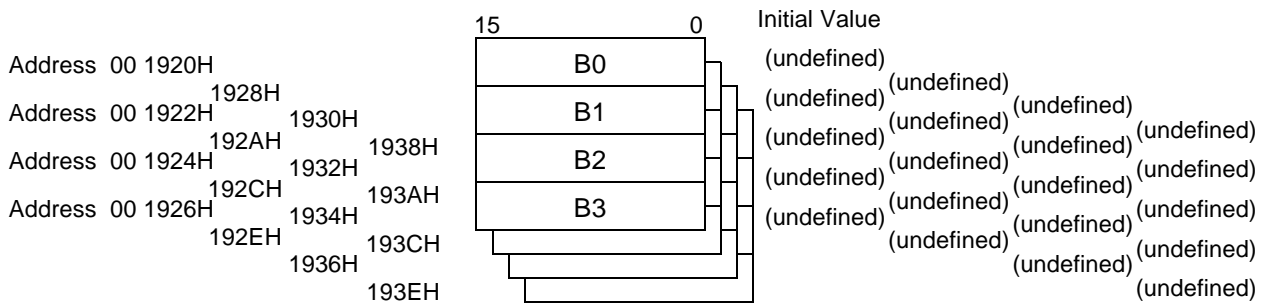 15 0 Initial Value
Address 00 1920H B0 (undefined)
1928H (undefined)
Address 00 1922H B1 (undefined)
1930H (undefined)
192AH (undefined)
1938H (undefined)
Address 00 1924H B2 (undefined)
1932H (undefined)
192CH (undefined)
193AH (undefined)
Address 00 1926H B3 (undefined)
1934H (undefined)
192EH (undefined)
193CH (undefined)
(undefined)
1936H (undefined)
(undefined)
193EH (undefined)
(undefined)
(undefined)
(undefined)